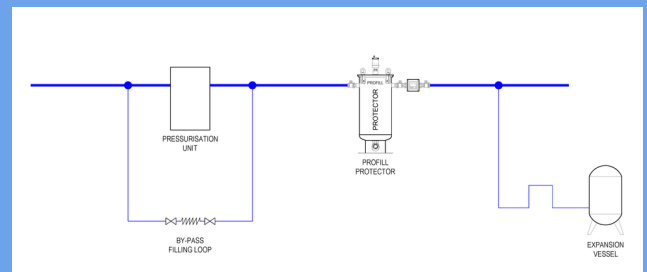 PROFILL
PROTECTOR
PRESSURISATION
UNIT
PROFILL
PROTECTOR
BY-PASS
FILLING LOOP
EXPANSION
VESSEL